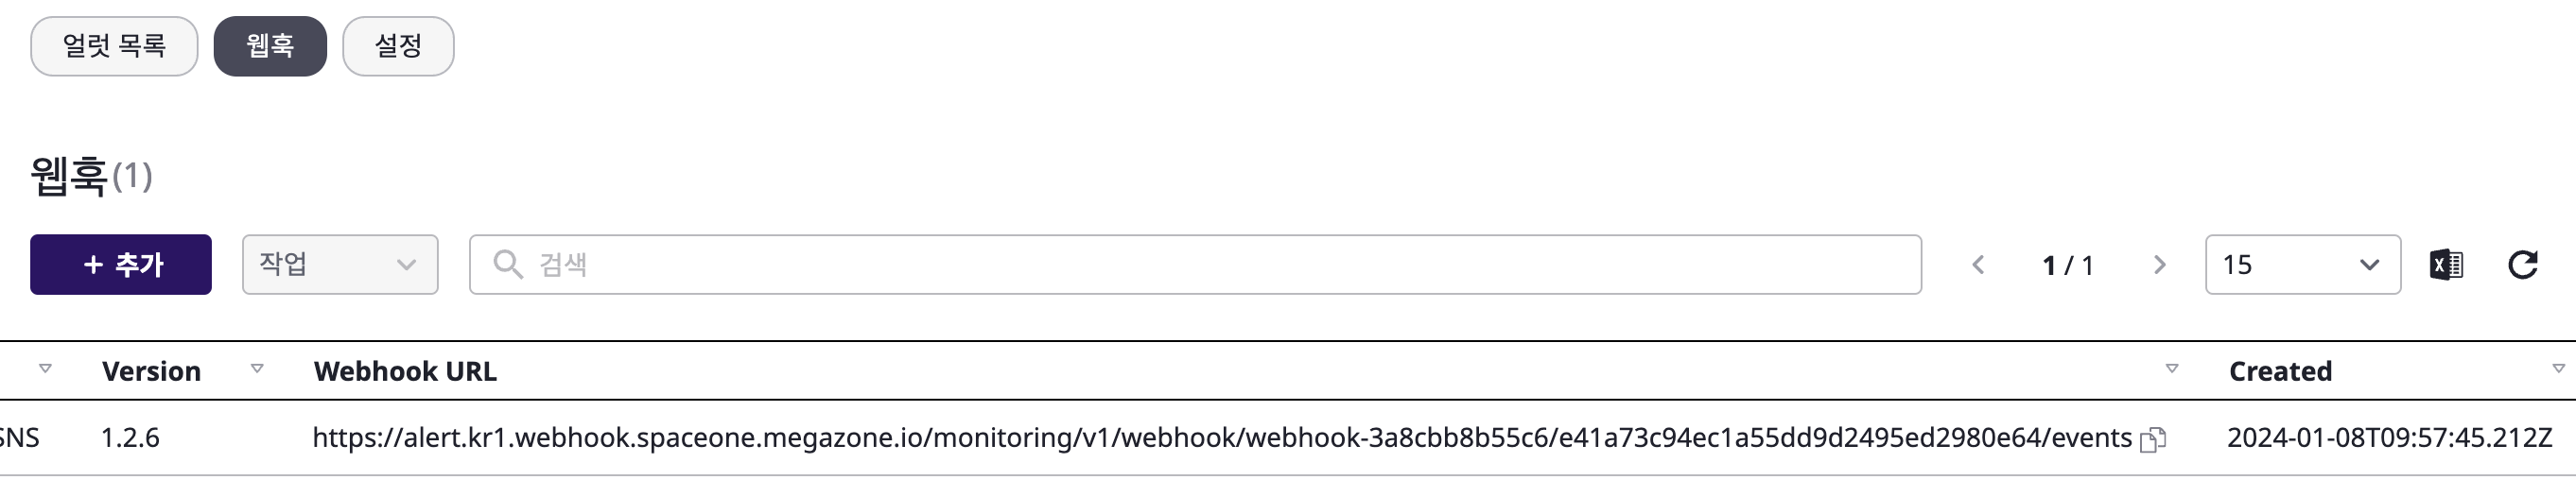 얼럿 목록 웹훅 설정
웹훅 (1)
+ 추가 작업 검색 1 / 1 15
Version Webhook URL Created
SNS 1.2.6 https://alert.kr1.webhook.spaceone.megazone.io/monitoring/v1/webhook/webhook-3a8cbb8b55c6/e41a73c94ec1a55dd9d2495ed2980e64/events 2024-01-08T09:57:45.212Z